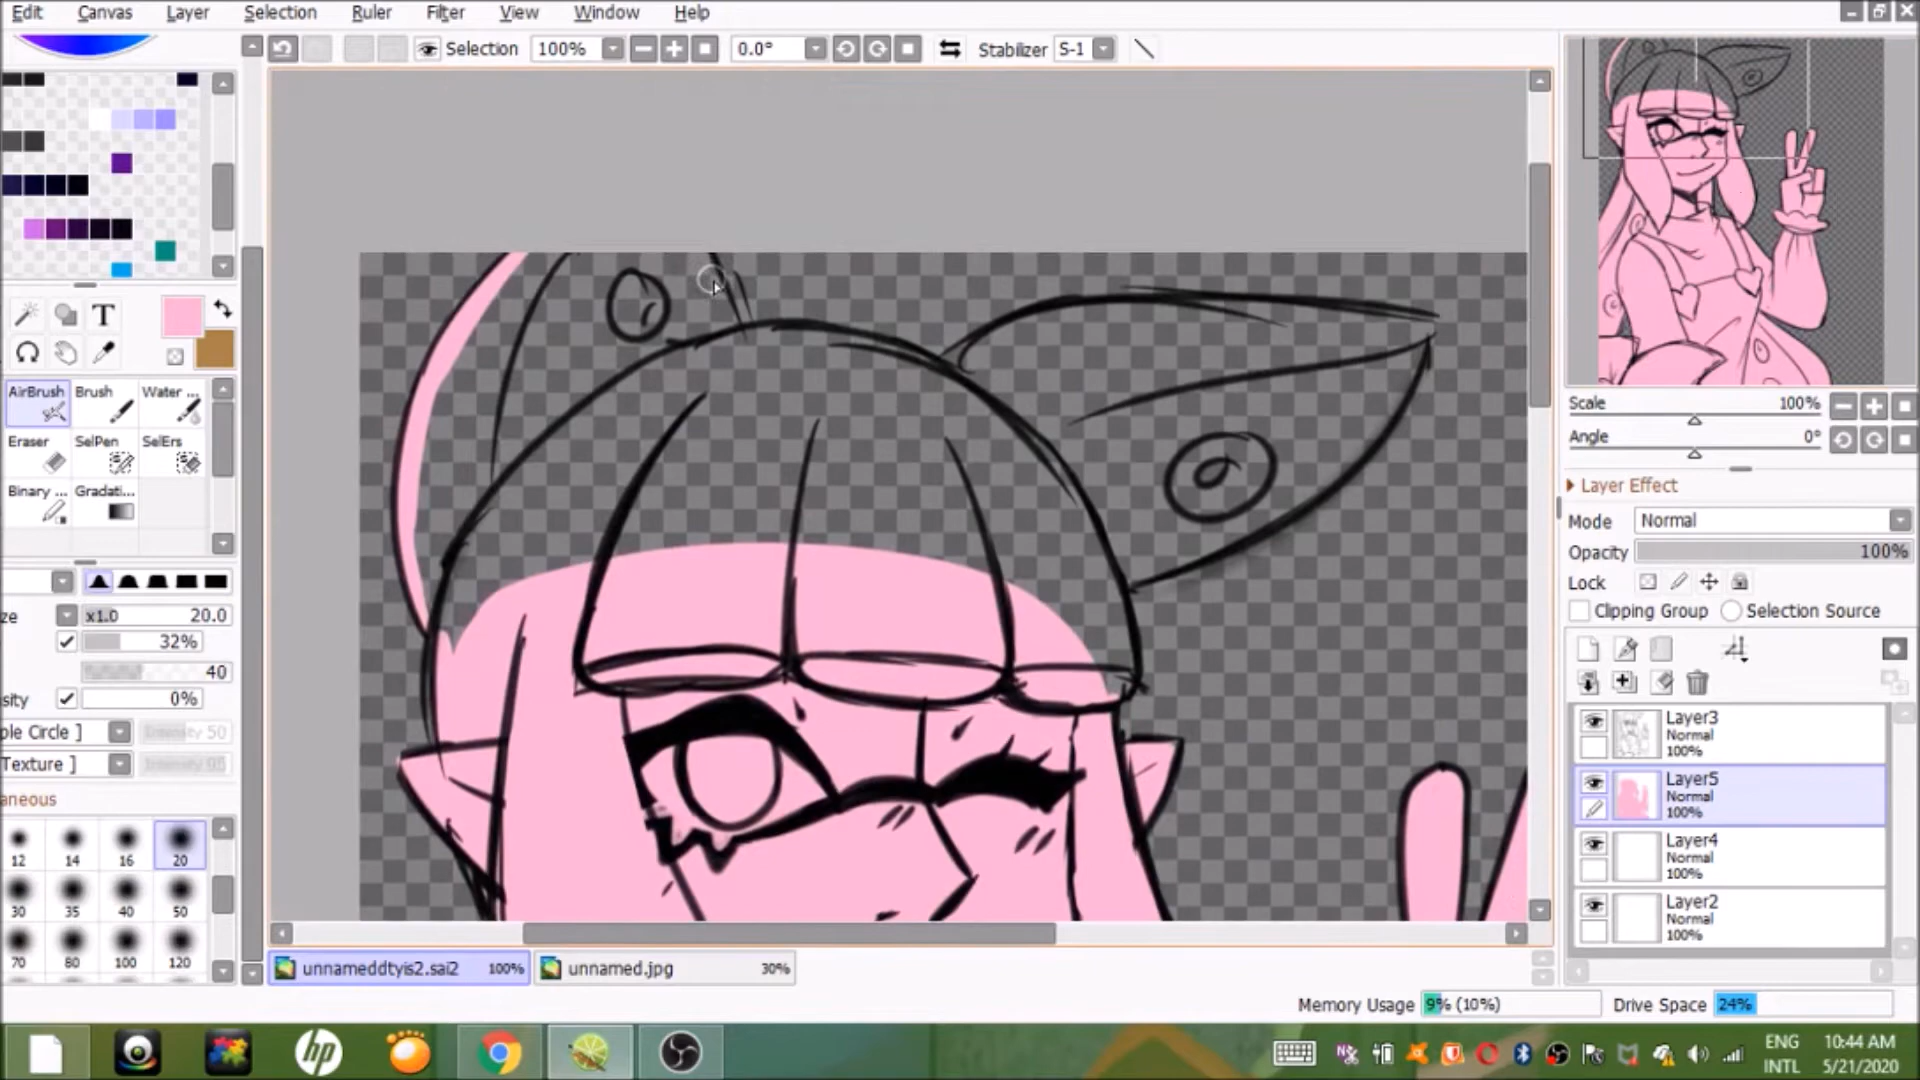 Edit Canvas Layer Selection Ruler Filter View Window Help
Selection 100% 0.0° Stabilizer S-1
T
AirBrush Brush Water ...
Eraser SelPen SelErs
Binary ... Gradati...
ze x1.0 20.0
32%
40
sity 0%
ple Circle ] Intensity 50
Texture ] Intensity 95
aneous
12 14 16 20
30 35 40 50
70 80 100 120
Scale 100%
Angle 0°
Layer Effect
Mode Normal
Opacity 100%
Lock
Clipping Group Selection Source
Layer3
Normal
100%
Layer5
Normal
100%
Layer4
Normal
100%
Layer2
Normal
100%
unnameddtyis2.sai2 100% unnamed.jpg 30%
Memory Usage 9% (10%) Drive Space 24%
hp
ENG 10:44 AM
INTL 5/21/2020